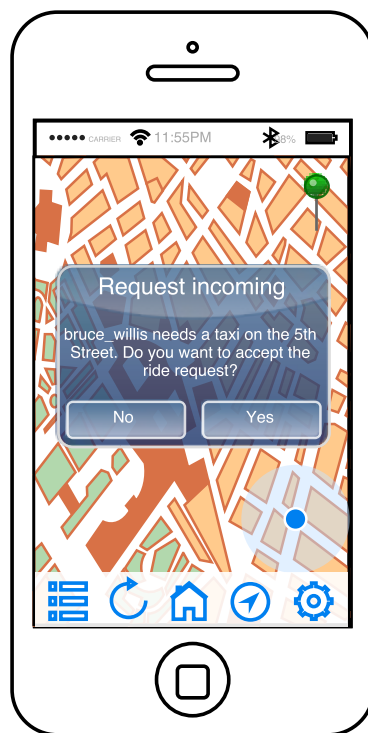 CARRIER 11:55PM 8%
Request incoming
bruce_willis needs a taxi on the 5th
Street. Do you want to accept the
ride request?
No Yes